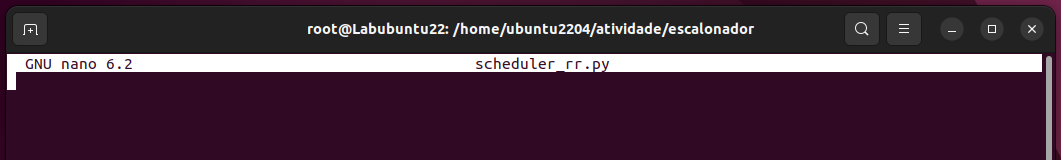 root@Labubuntu22: /home/ubuntu2204/atividade/escalonador
GNU nano 6.2 scheduler_rr.py